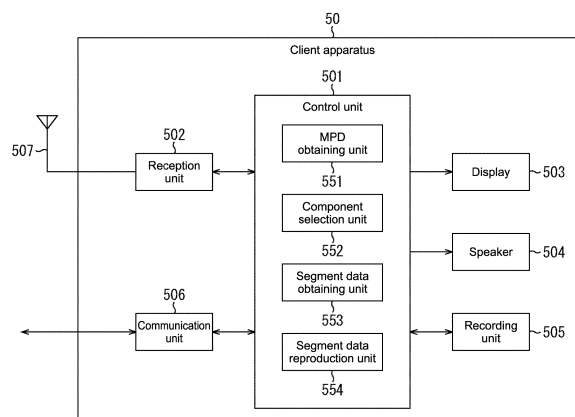 50
Client apparatus
501
Control unit
507
502
Reception
unit
MPD
obtaining unit
551
Display
503
Component
selection unit
552
Speaker
504
506
Communication
unit
Segment data
obtaining unit
553
Recording
unit
505
Segment data
reproduction unit
554